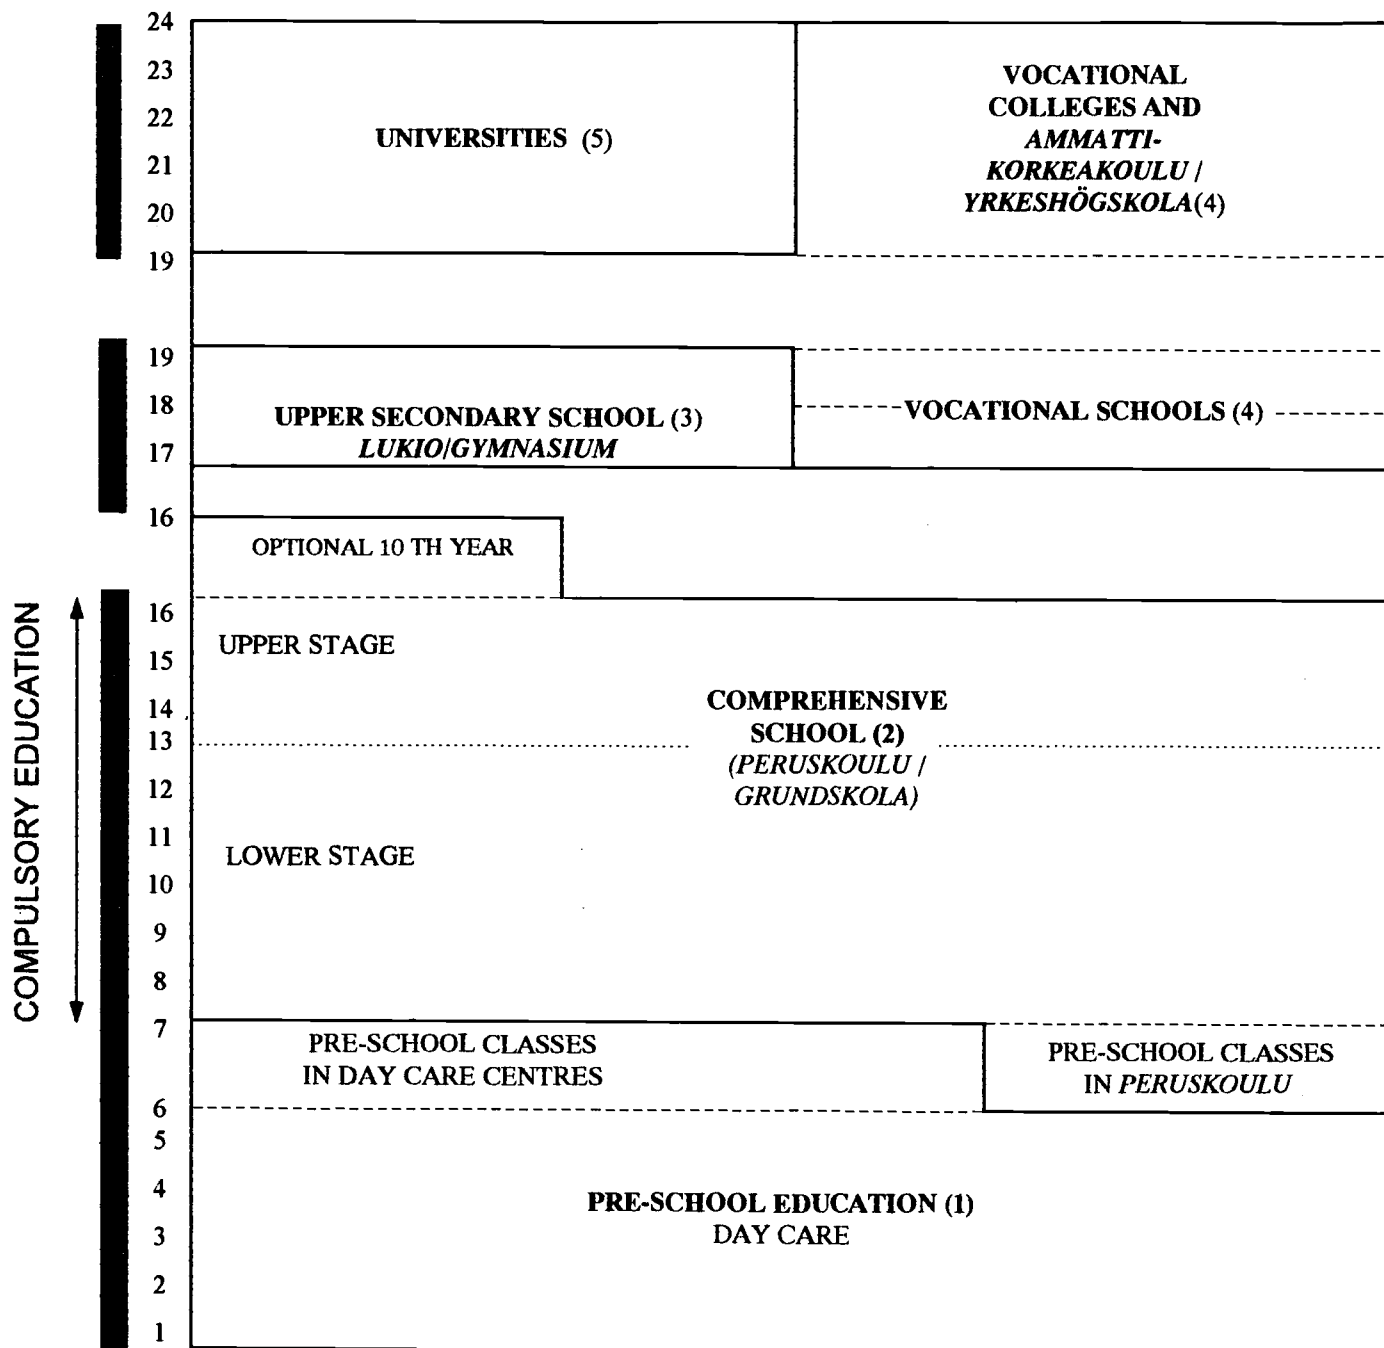 24
23
22
21
20
19
UNIVERSITIES (5)
VOCATIONAL
COLLEGES AND
AMMATTI-
KORKEAKOULU /
YRKESHÖGSKOLA(4)
19
18
17
16
UPPER SECONDARY SCHOOL (3)
LUKIO/GYMNASIUM
VOCATIONAL SCHOOLS (4)
OPTIONAL 10 TH YEAR
COMPULSORY EDUCATION
16
15
14
13
12
11
10
9
8
7
6
5
4
3
2
1
UPPER STAGE
COMPREHENSIVE
SCHOOL (2)
(PERUSKOULU /
GRUNDSKOLA)
LOWER STAGE
PRE-SCHOOL CLASSES
IN DAY CARE CENTRES
PRE-SCHOOL CLASSES
IN PERUSKOULU
PRE-SCHOOL EDUCATION (1)
DAY CARE